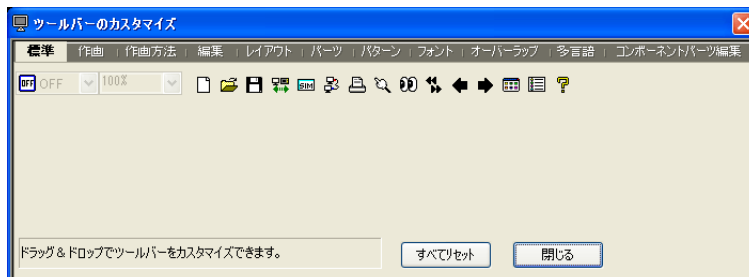 ツールバーのカスタマイズ
標準 作画 作画方法 編集 レイアウト パーツ パターン フォント オーバーラップ 多言語 コンポーネントパーツ編集
OFF OFF 100% SIM ?
ドラッグ&ドロップでツールバーをカスタマイズできます。 すべてリセット 閉じる